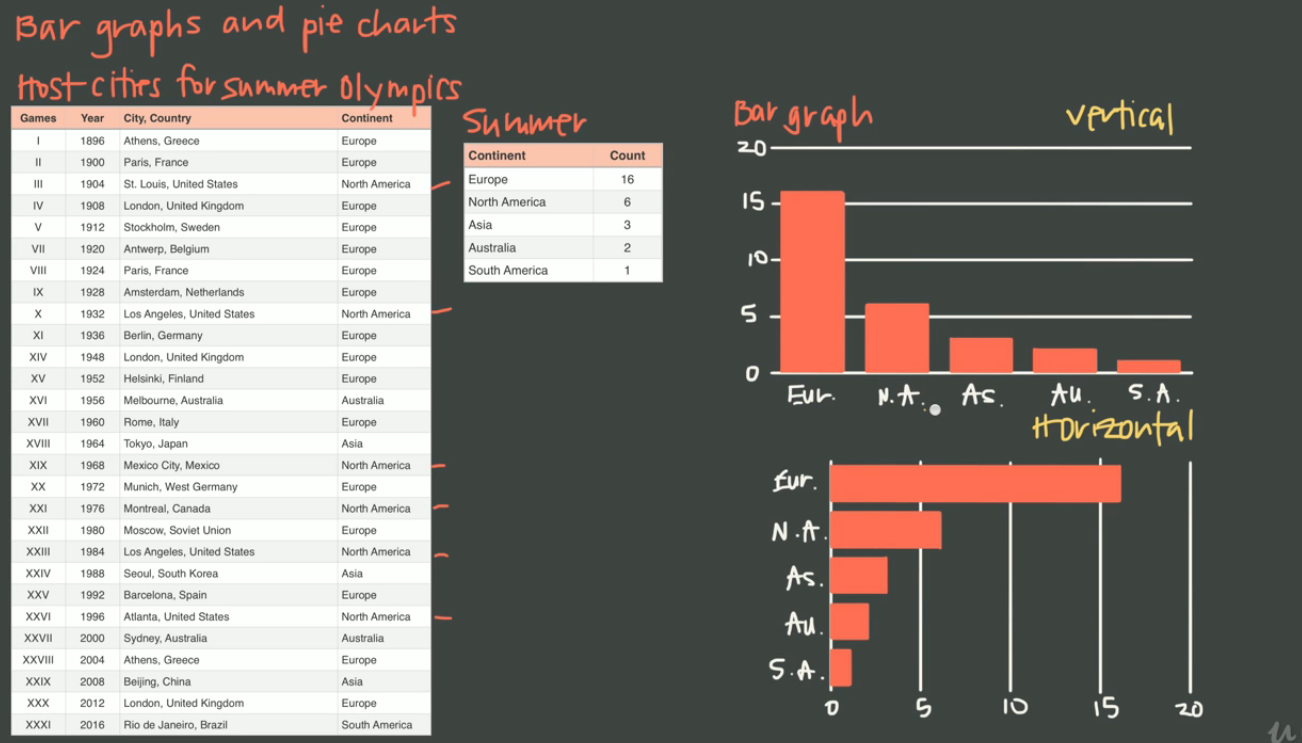 Bar graphs and pie charts
Host cities for summer Olympics
Games Year City, Country Continent
I 1896 Athens, Greece Europe
II 1900 Paris, France Europe
III 1904 St. Louis, United States North America
IV 1908 London, United Kingdom Europe
V 1912 Stockholm, Sweden Europe
VII 1920 Antwerp, Belgium Europe
VIII 1924 Paris, France Europe
IX 1928 Amsterdam, Netherlands Europe
X 1932 Los Angeles, United States North America
XI 1936 Berlin, Germany Europe
XIV 1948 London, United Kingdom Europe
XV 1952 Helsinki, Finland Europe
XVI 1956 Melbourne, Australia Australia
XVII 1960 Rome, Italy Europe
XVIII 1964 Tokyo, Japan Asia
XIX 1968 Mexico City, Mexico North America
XX 1972 Munich, West Germany Europe
XXI 1976 Montreal, Canada North America
XXII 1980 Moscow, Soviet Union Europe
XXIII 1984 Los Angeles, United States North America
XXIV 1988 Seoul, South Korea Asia
XXV 1992 Barcelona, Spain Europe
XXVI 1996 Atlanta, United States North America
XXVII 2000 Sydney, Australia Australia
XXVIII 2004 Athens, Greece Europe
XXIX 2008 Beijing, China Asia
XXX 2012 London, United Kingdom Europe
XXXI 2016 Rio de Janeiro, Brazil South America
Summer
Continent Count
Europe 16
North America 6
Asia 3
Australia 2
South America 1
Bar graph
vertical
20
15
10
5
0
Eur. N.A. As. Au. S.A.
Horizontal
Eur.
N.A.
As.
Au.
S.A.
0 5 10 15 20
u